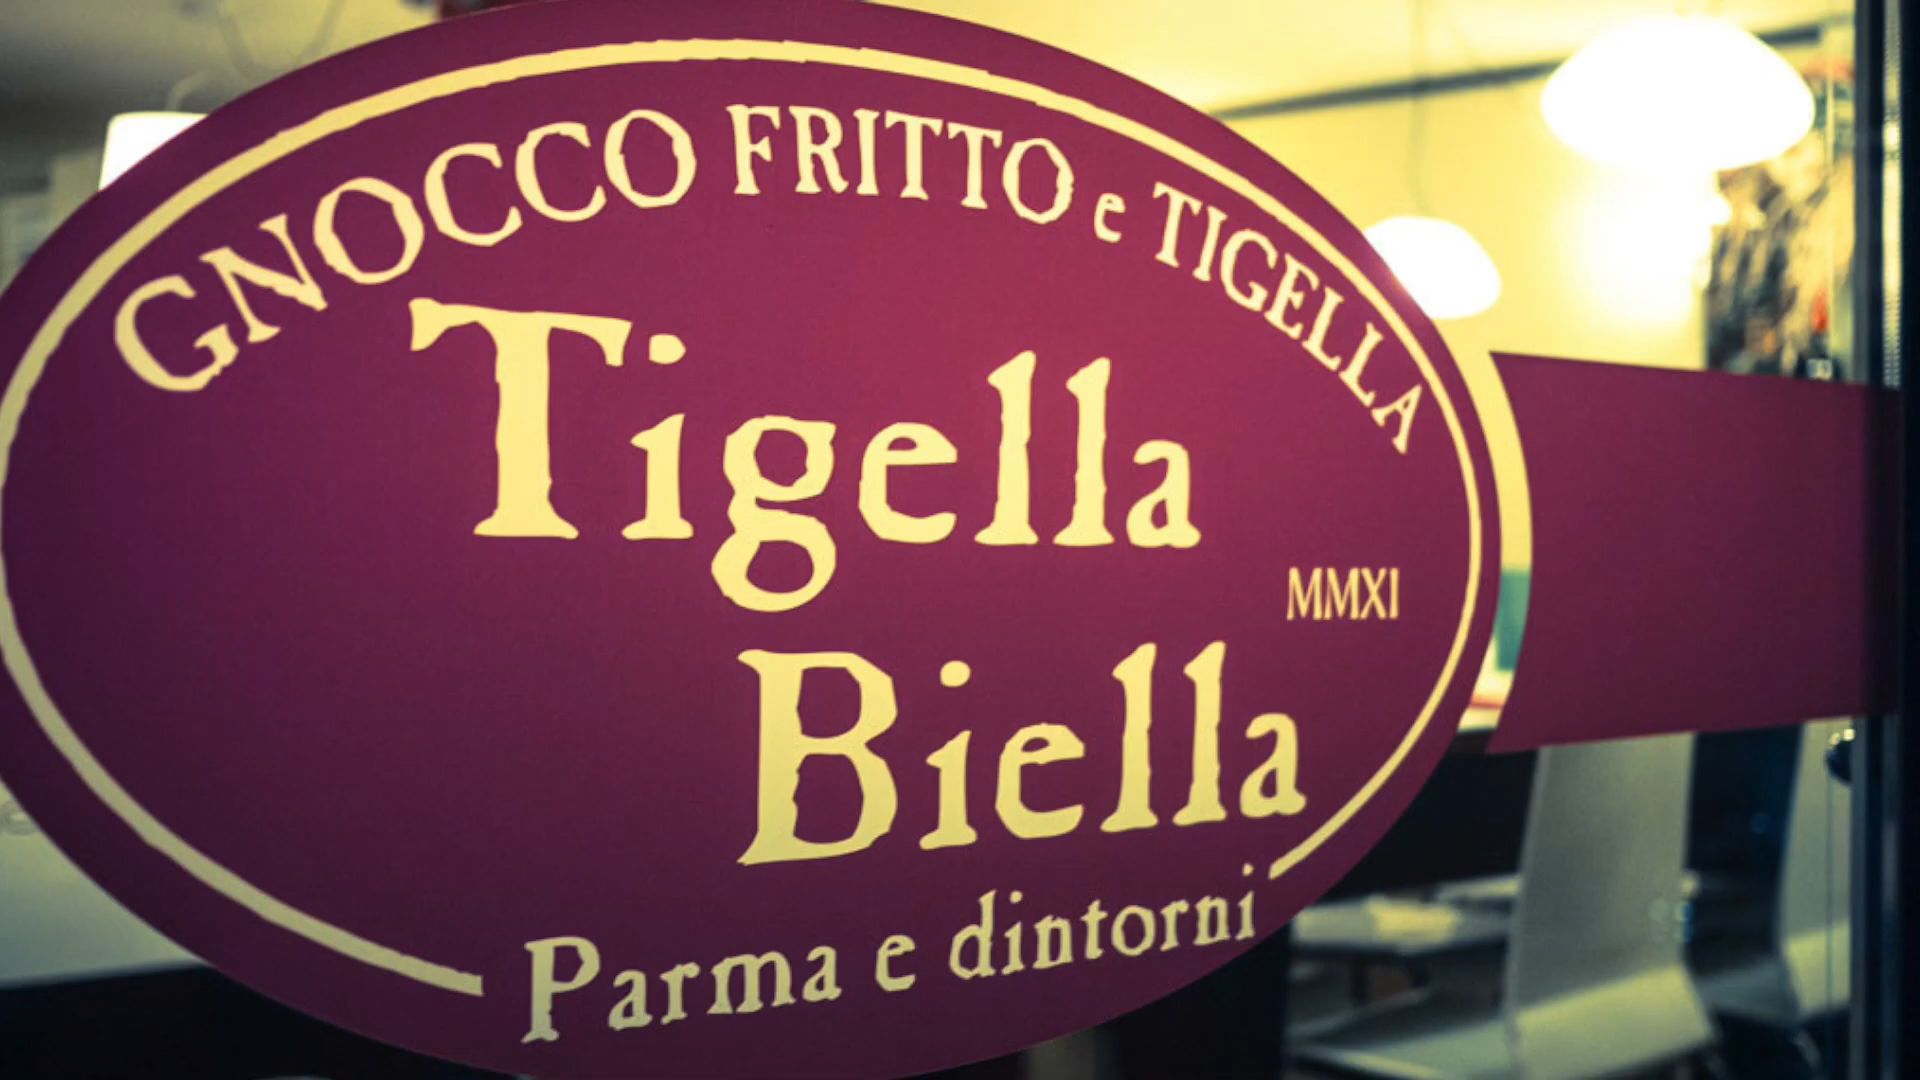 GNOCCO FRITTO e TIGELLA
Tigella
MMXI
Biella
Parma e dintorni